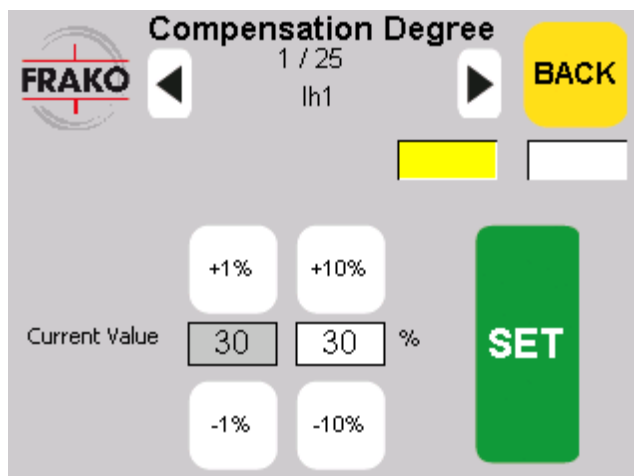 Compensation Degree
FRAKO
1 / 25
Ih1
BACK
+1% +10%
Current Value 30 30 %
SET
-1% -10%